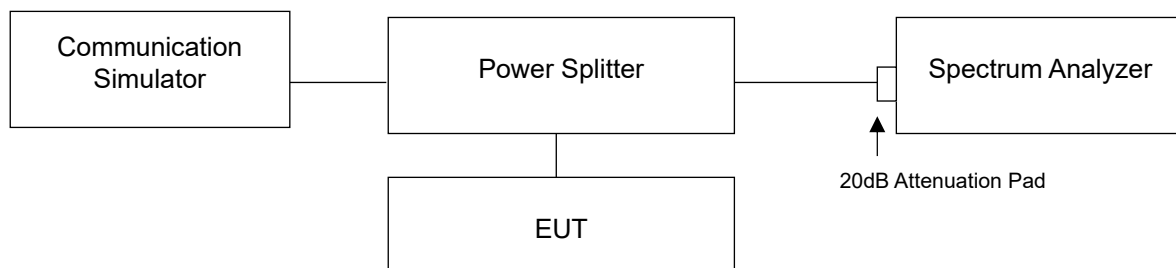 Communication
Simulator
Power Splitter
Spectrum Analyzer
20dB Attenuation Pad
EUT